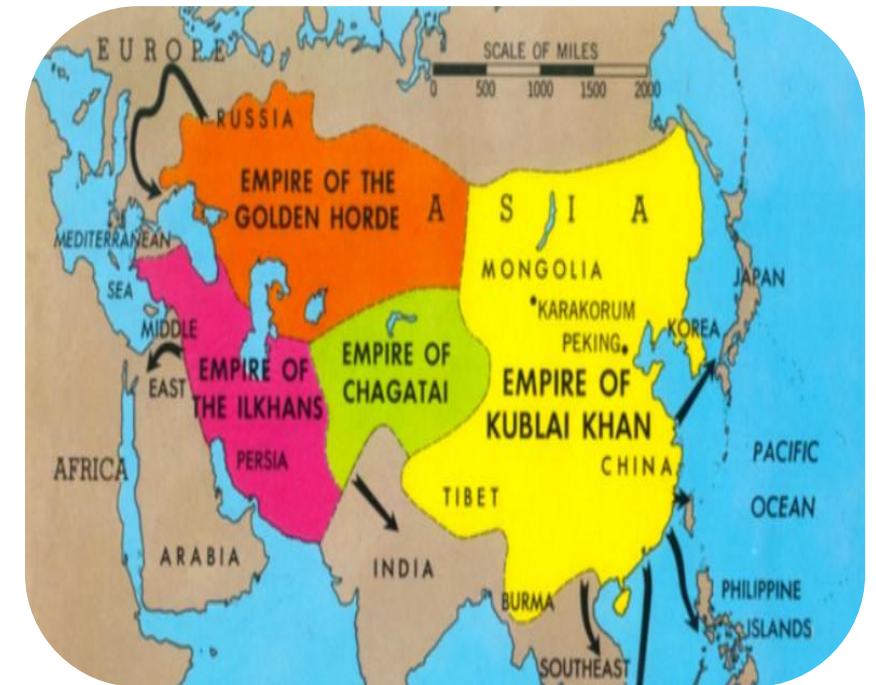 EUROPE
SCALE OF MILES
0 500 1000 1500 2000
RUSSIA
EMPIRE OF THE
GOLDEN HORDE
A S I A
MEDITERRANEAN
SEA
MONGOLIA
JAPAN
KARAKORUM
KOREA
PEKING
MIDDLE
EAST
EMPIRE OF
THE ILKHANS
EMPIRE OF
CHAGATAI
EMPIRE OF
KUBLAI KHAN
CHINA
AFRICA
PERSIA
PACIFIC
OCEAN
TIBET
ARABIA
INDIA
BURMA
PHILIPPINE
ISLANDS
SOUTHEAST